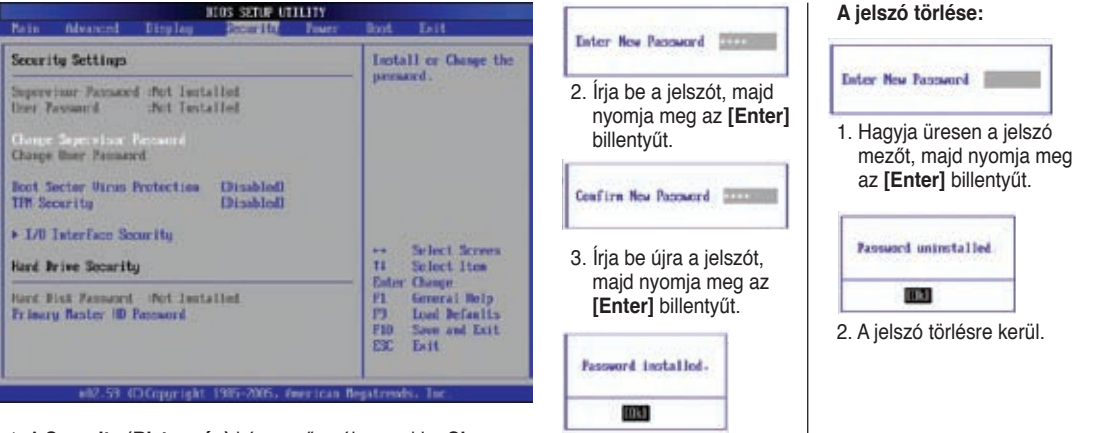 BIOS SETUP UTILITY
Main Advanced Display Security Power Boot Exit
Security Settings
Supervisor Password :Not Installed
User Password :Not Installed
Change Supervisor Password
Change User Password
Boot Sector Virus Protection [Disabled]
TPM Security [Disabled]
I/O Interface Security
Hard Drive Security
Hard Disk Password :Not Installed
Primary Master HD Password
Install or Change the
password.
↔ Select Screen
↑↓ Select Item
Enter Change
F1 General Help
F9 Load Defaults
F10 Save and Exit
ESC Exit
v02.59 (C)Copyright 1985-2005, American Megatrends, Inc.
Enter New Password ****
2. Írja be a jelszót, majd
nyomja meg az [Enter]
billentyűt.
Confirm New Password ****
3. Írja be újra a jelszót,
majd nyomja meg az
[Enter] billentyűt.
Password installed.
[Ok]
A jelszó törlése:
Enter New Password
1. Hagyja üresen a jelszó
mezőt, majd nyomja meg
az [Enter] billentyűt.
Password uninstalled
[Ok]
2. A jelszó törlésre kerül.